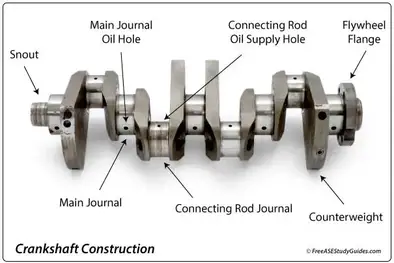 Main Journal
Oil Hole
Connecting Rod
Oil Supply Hole
Flywheel
Flange
Snout
Main Journal
Connecting Rod Journal
Counterweight
Crankshaft Construction
© FreeASEStudyGuides.com